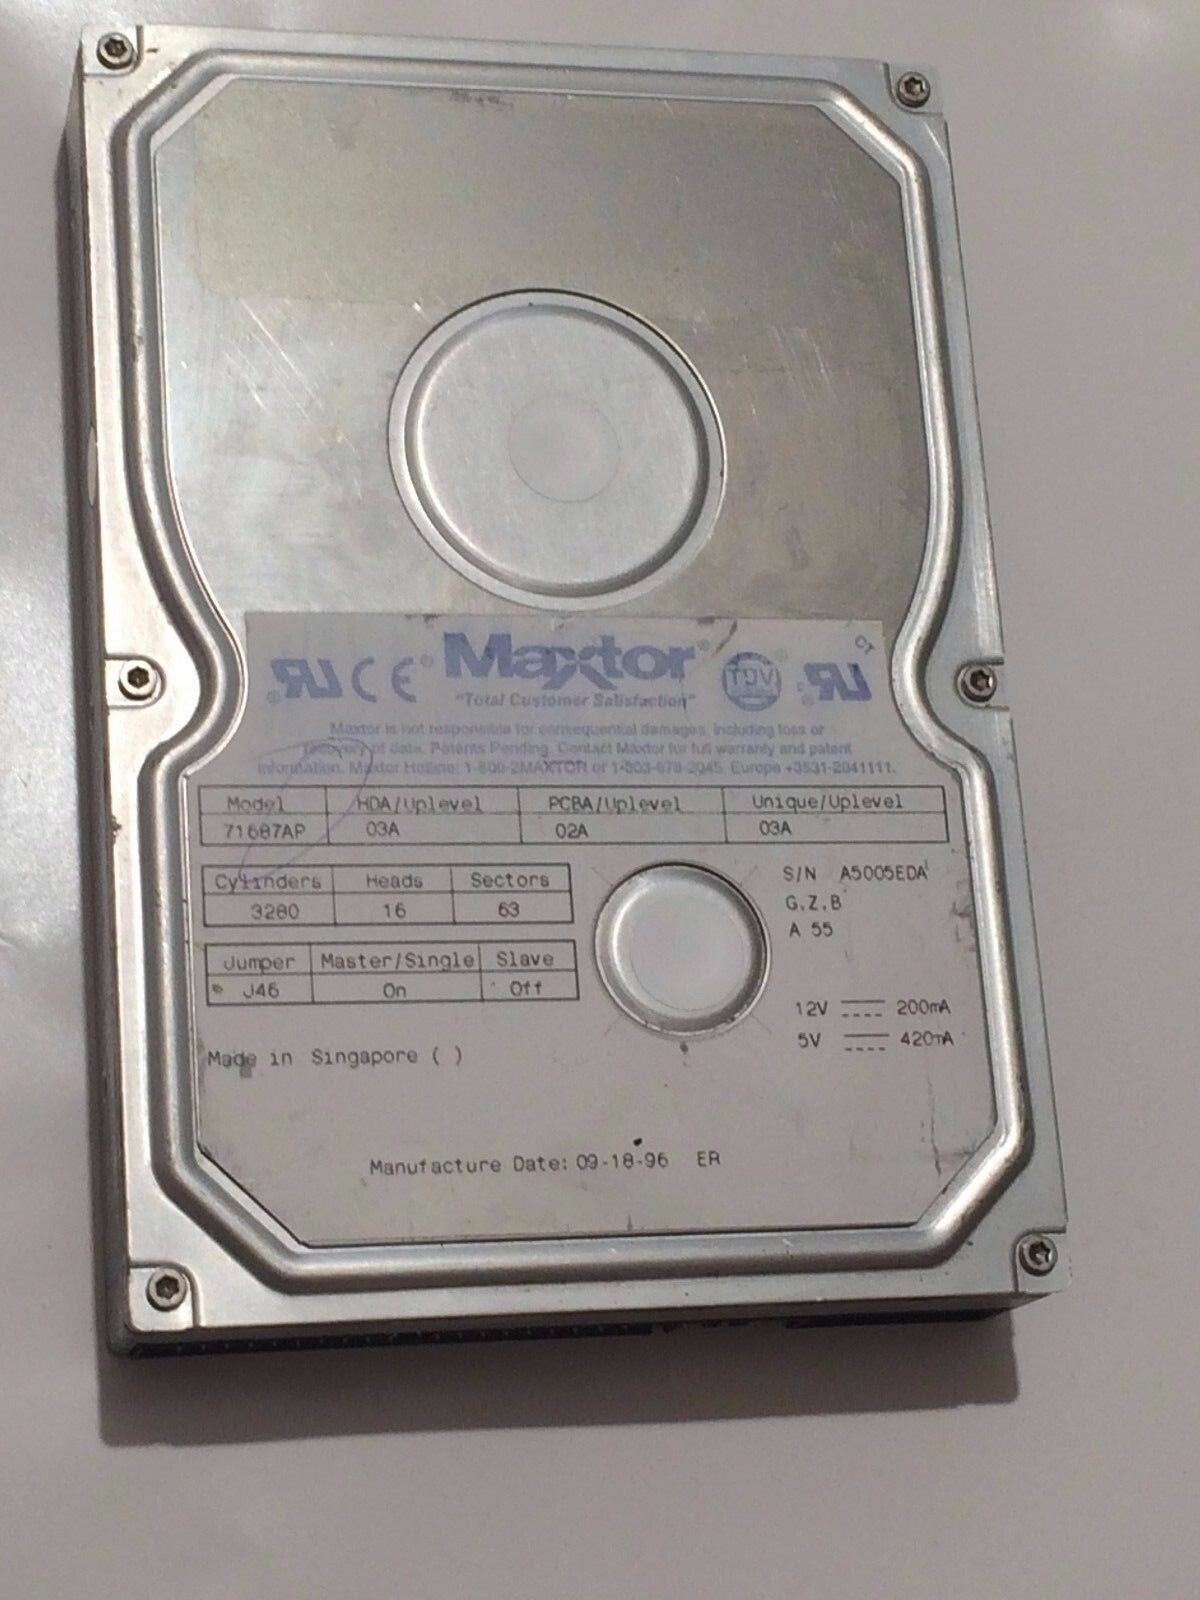 CT
Maxtor
TÜV
"Total Customer Satisfaction"
Maxtor is not responsible for consequential damages, including loss or
recovery of data. Patents Pending. Contact Maxtor for full warranty and patent
information. Maxtor Hotline: 1-800-2MAXTOR or 1-303-678-2045, Europe +3531-2041111.
Model HDA/Uplevel PCBA/Uplevel Unique/Uplevel
71687AP 03A 02A 03A
Cylinders Heads Sectors
3280 16 63
S/N A5005EDA
G,Z,B
A 55
Jumper Master/Single Slave
J46 On Off
12V 200mA
5V 420mA
Made in Singapore ( )
Manufacture Date: 09-18-96 ER